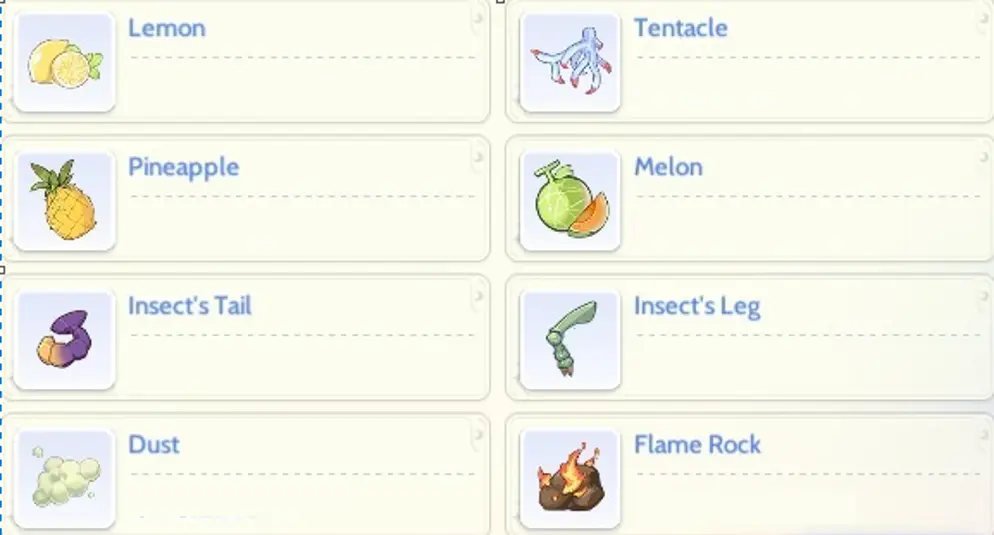 Lemon
Tentacle
Pineapple
Melon
Insect's Tail
Insect's Leg
Dust
Flame Rock